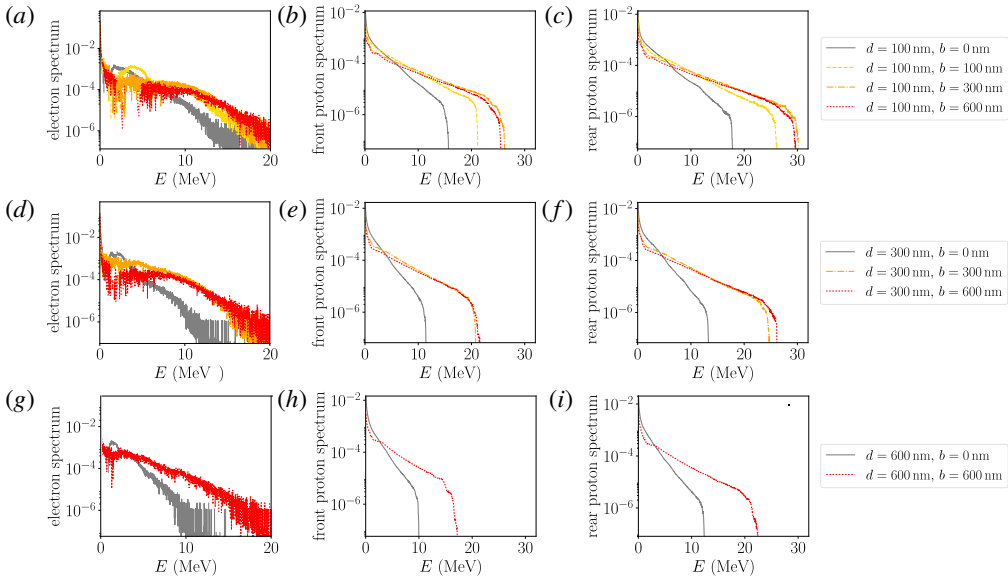 (a)
electron spectrum
10⁻²
10⁻⁴
10⁻⁶
0
10
20
E (MeV)
(b)
front proton spectrum
10⁻²
10⁻⁴
10⁻⁶
0
10
20
30
E (MeV)
(c)
rear proton spectrum
10⁻²
10⁻⁴
10⁻⁶
0
10
20
30
E (MeV)
d = 100 nm, b = 0 nm
d = 100 nm, b = 100 nm
d = 100 nm, b = 300 nm
d = 100 nm, b = 600 nm
(d)
electron spectrum
10⁻²
10⁻⁴
10⁻⁶
0
10
20
E (MeV )
(e)
front proton spectrum
10⁻²
10⁻⁴
10⁻⁶
0
10
20
30
E (MeV)
(f)
rear proton spectrum
10⁻²
10⁻⁴
10⁻⁶
0
10
20
30
E (MeV)
d = 300 nm, b = 0 nm
d = 300 nm, b = 300 nm
d = 300 nm, b = 600 nm
(g)
electron spectrum
10⁻²
10⁻⁴
10⁻⁶
0
10
20
E (MeV)
(h)
front proton spectrum
10⁻²
10⁻⁴
10⁻⁶
0
10
20
30
E (MeV)
(i)
rear proton spectrum
10⁻²
10⁻⁴
10⁻⁶
0
10
20
30
E (MeV)
d = 600 nm, b = 0 nm
d = 600 nm, b = 600 nm